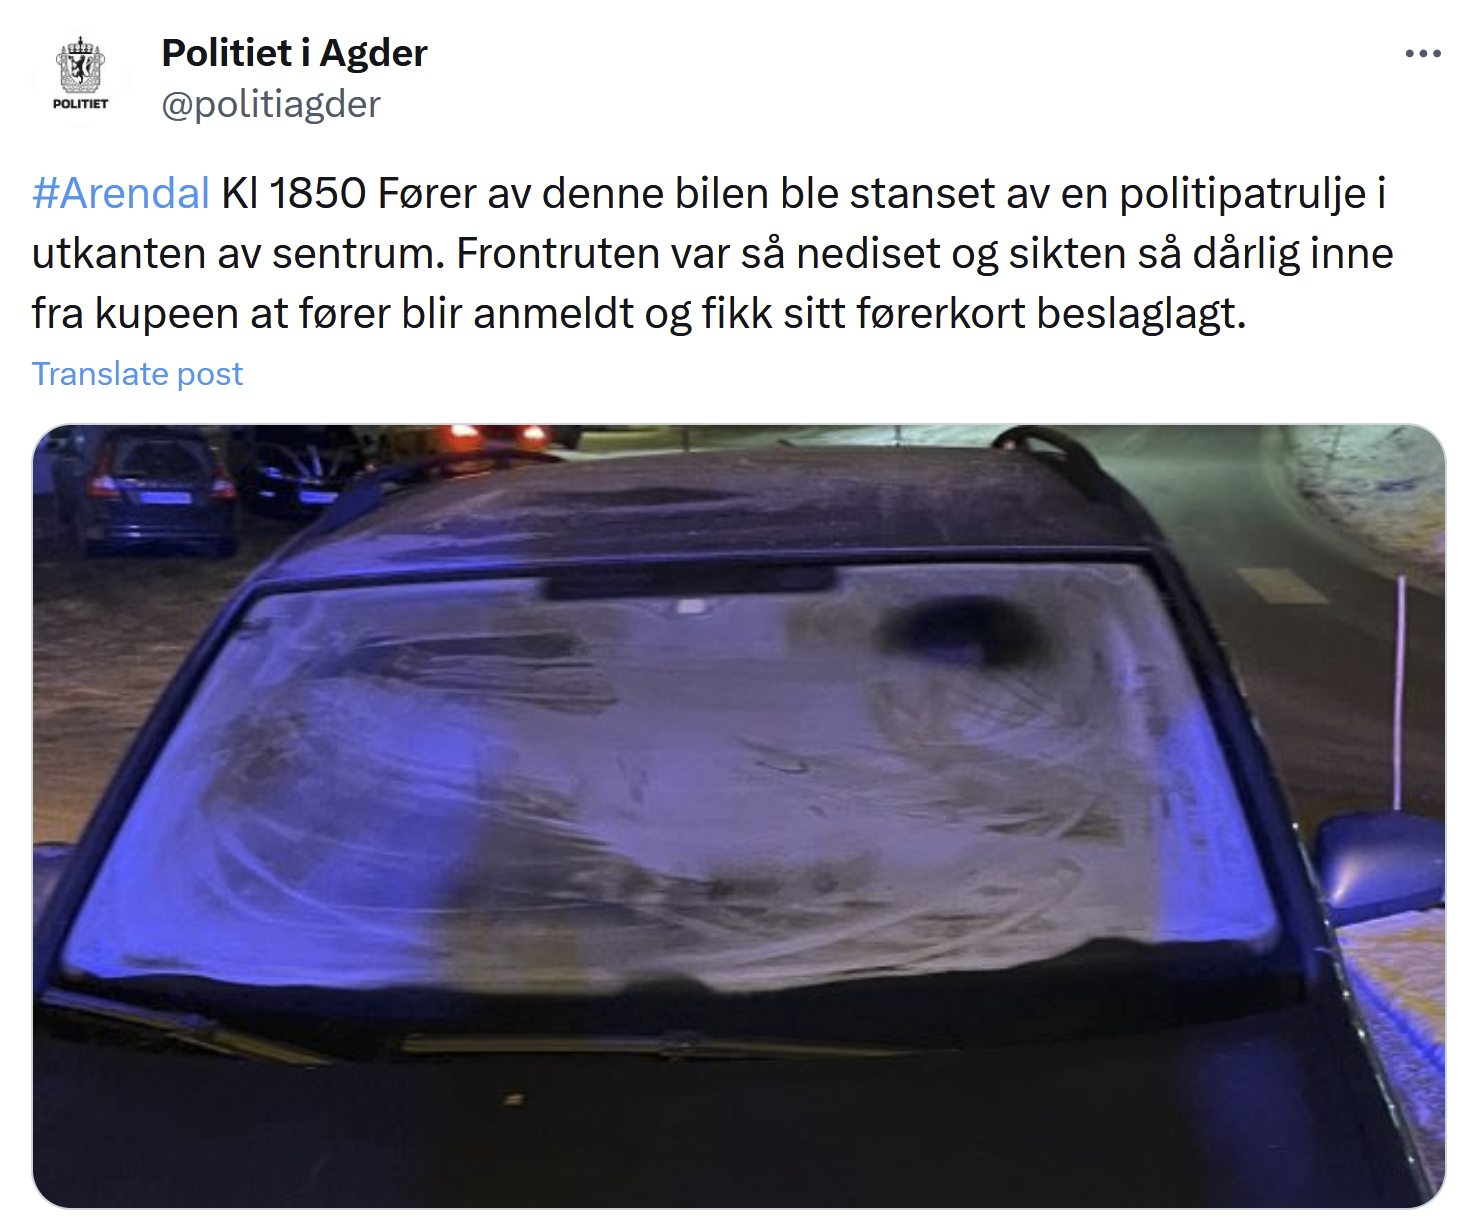 POLITIET
Politiet i Agder
@politiagder
#Arendal Kl 1850 Fører av denne bilen ble stanset av en politipatrulje i
utkanten av sentrum. Frontruten var så nediset og sikten så dårlig inne
fra kupeen at fører blir anmeldt og fikk sitt førerkort beslaglagt.
Translate post